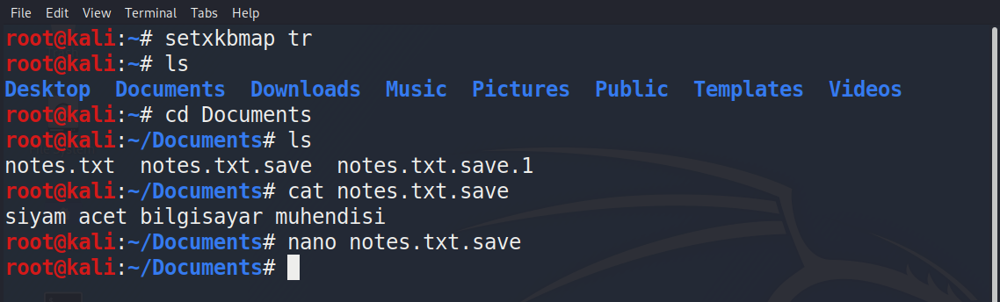 File Edit View Terminal Tabs Help
root@kali:~# setxkbmap tr
root@kali:~# ls
Desktop Documents Downloads Music Pictures Public Templates Videos
root@kali:~# cd Documents
root@kali:~/Documents# ls
notes.txt notes.txt.save notes.txt.save.1
root@kali:~/Documents# cat notes.txt.save
siyam acet bilgisayar muhendisi
root@kali:~/Documents# nano notes.txt.save
root@kali:~/Documents#